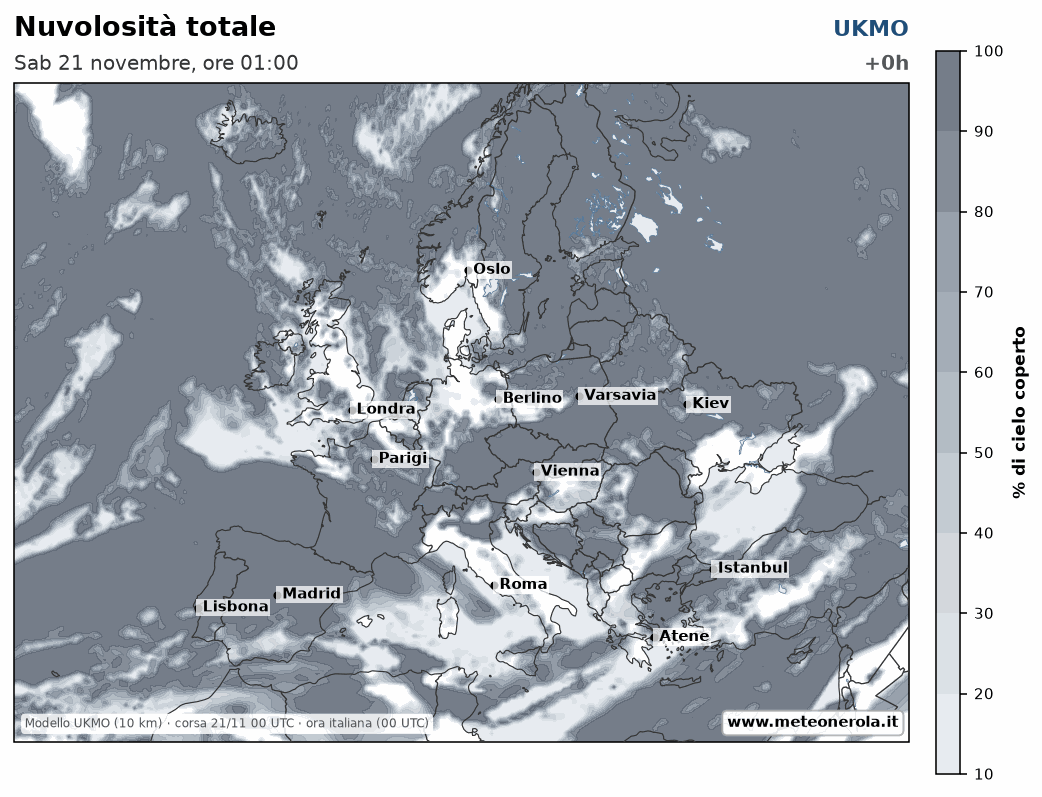 Nuvolosità totale
UKMO
Sab 21 novembre, ore 01:00
+0h
100
90
80
70
60
50
40
30
20
10
% di cielo coperto
Oslo
Berlino
Varsavia
Kiev
Londra
Parigi
Vienna
Istanbul
Roma
Madrid
Lisbona
Atene
Modello UKMO (10 km) · corsa 21/11 00 UTC · ora italiana (00 UTC)
www.meteonerola.it